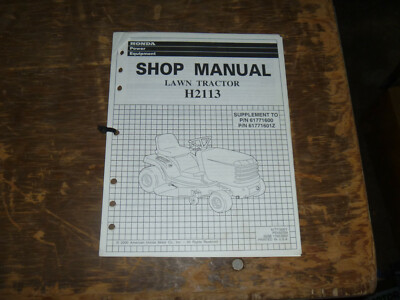 HONDA
Power
Equipment
SHOP MANUAL
LAWN TRACTOR
H2113
SUPPLEMENT TO
P/N 61771600
P/N 61771601Z